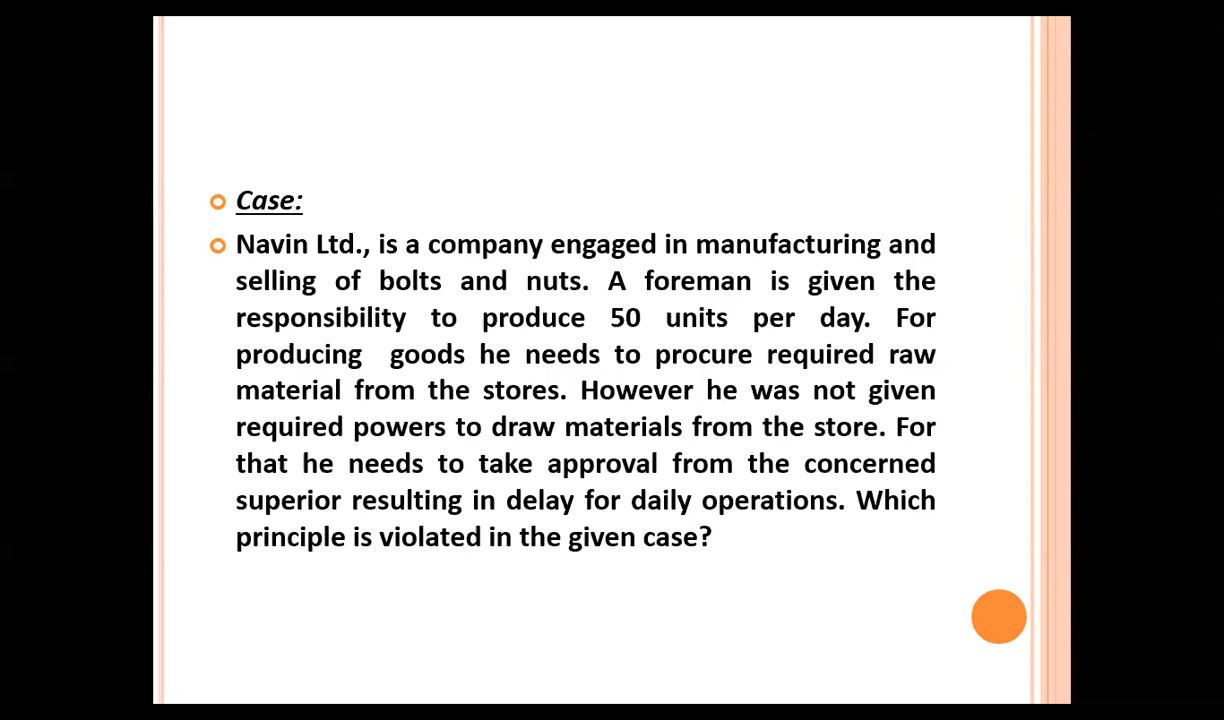 Case:
Navin Ltd., is a company engaged in manufacturing and
selling of bolts and nuts. A foreman is given the
responsibility to produce 50 units per day. For
producing goods he needs to procure required raw
material from the stores. However he was not given
required powers to draw materials from the store. For
that he needs to take approval from the concerned
superior resulting in delay for daily operations. Which
principle is violated in the given case?